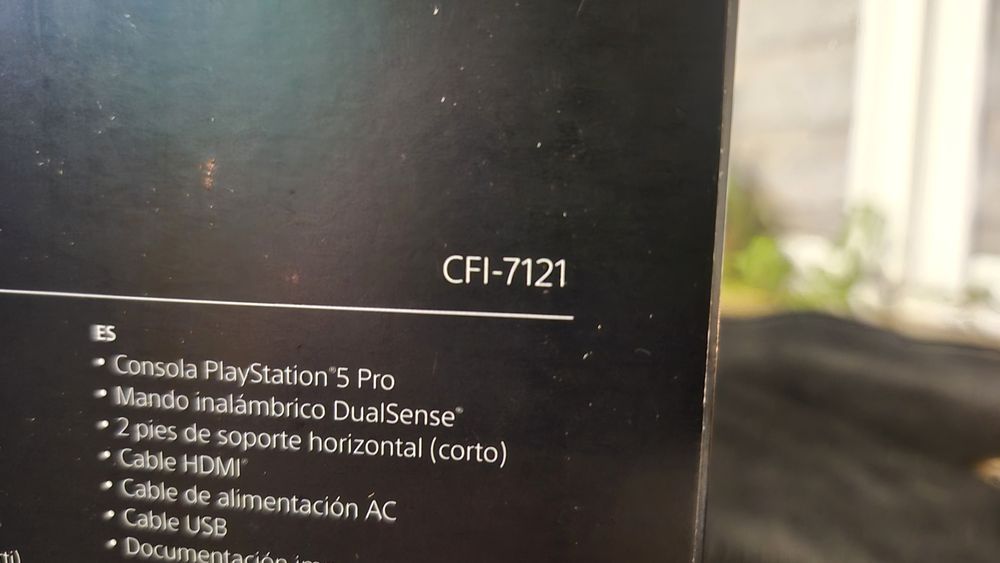 CFI-7121
ES
• Consola PlayStation®5 Pro
• Mando inalámbrico DualSense®
• 2 pies de soporte horizontal (corto)
• Cable HDMI®
• Cable de alimentación AC
• Cable USB
• Documentación